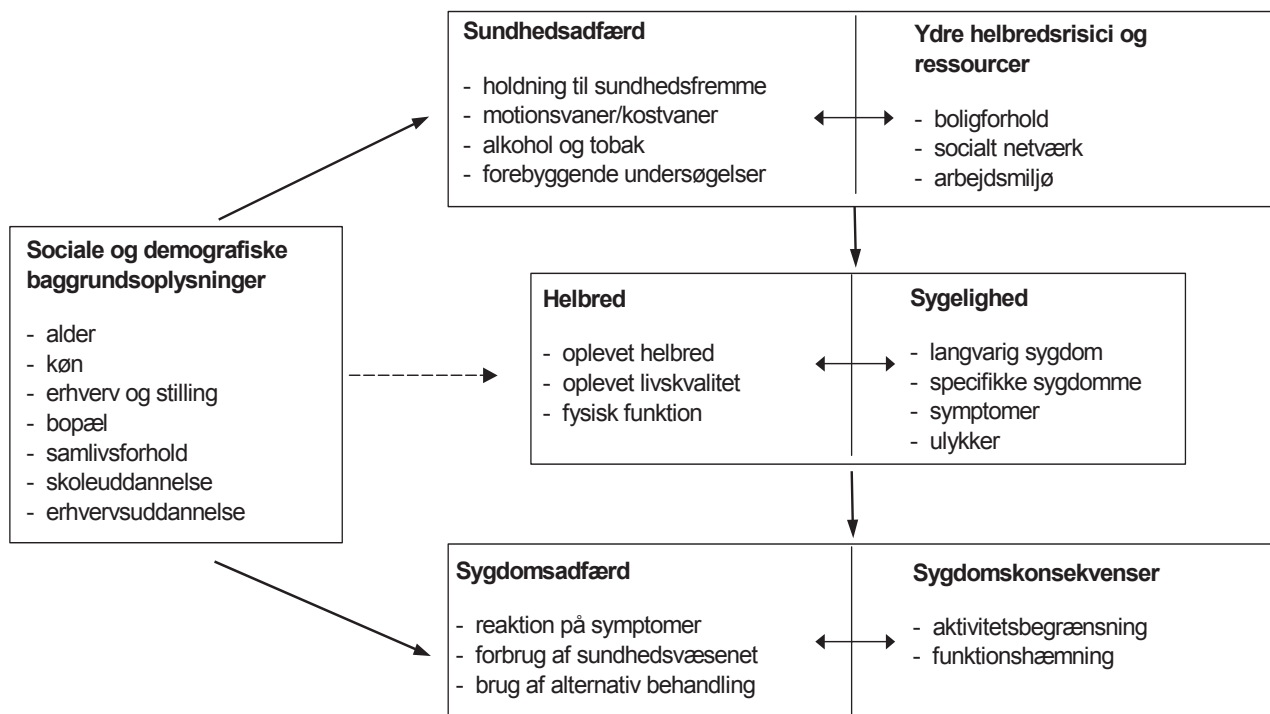 Sundhedsadfærd
- holdning til sundhedsfremme
- motionsvaner/kostvaner
- alkohol og tobak
- forebyggende undersøgelser
Ydre helbredsrisici og
ressourcer
- boligforhold
- socialt netværk
- arbejdsmiljø
Sociale og demografiske
baggrundsoplysninger
- alder
- køn
- erhverv og stilling
- bopæl
- samlivsforhold
- skoleuddannelse
- erhvervsuddannelse
Helbred
- oplevet helbred
- oplevet livskvalitet
- fysisk funktion
Sygelighed
- langvarig sygdom
- specifikke sygdomme
- symptomer
- ulykker
Sygdomsadfærd
- reaktion på symptomer
- forbrug af sundhedsvæsenet
- brug af alternativ behandling
Sygdomskonsekvenser
- aktivitetsbegrænsning
- funktionshæmning